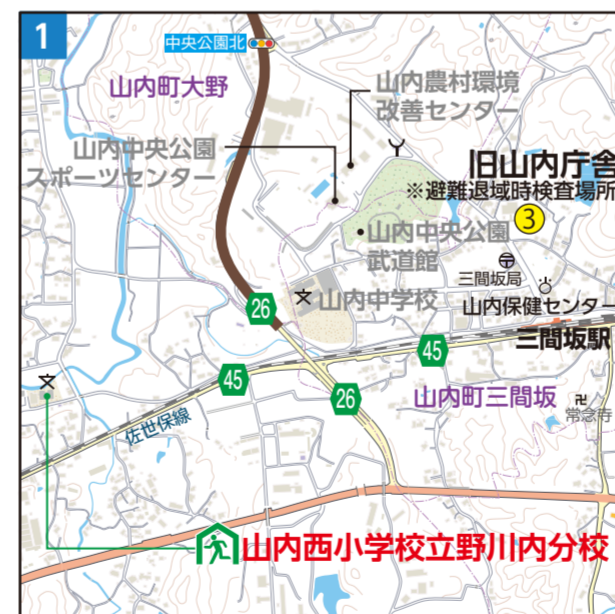 1
中央公園北
山内町大野
山内農村環境
改善センター
山内中央公園
スポーツセンター
旧山内庁舎
※避難退域時検査場所
3
山内中央公園
武道館
三間坂局
山内保健センター
26
山内中学校
三間坂駅
45
45
26
山内町三間坂
常念寺
佐世保線
山内西小学校立野川内分校